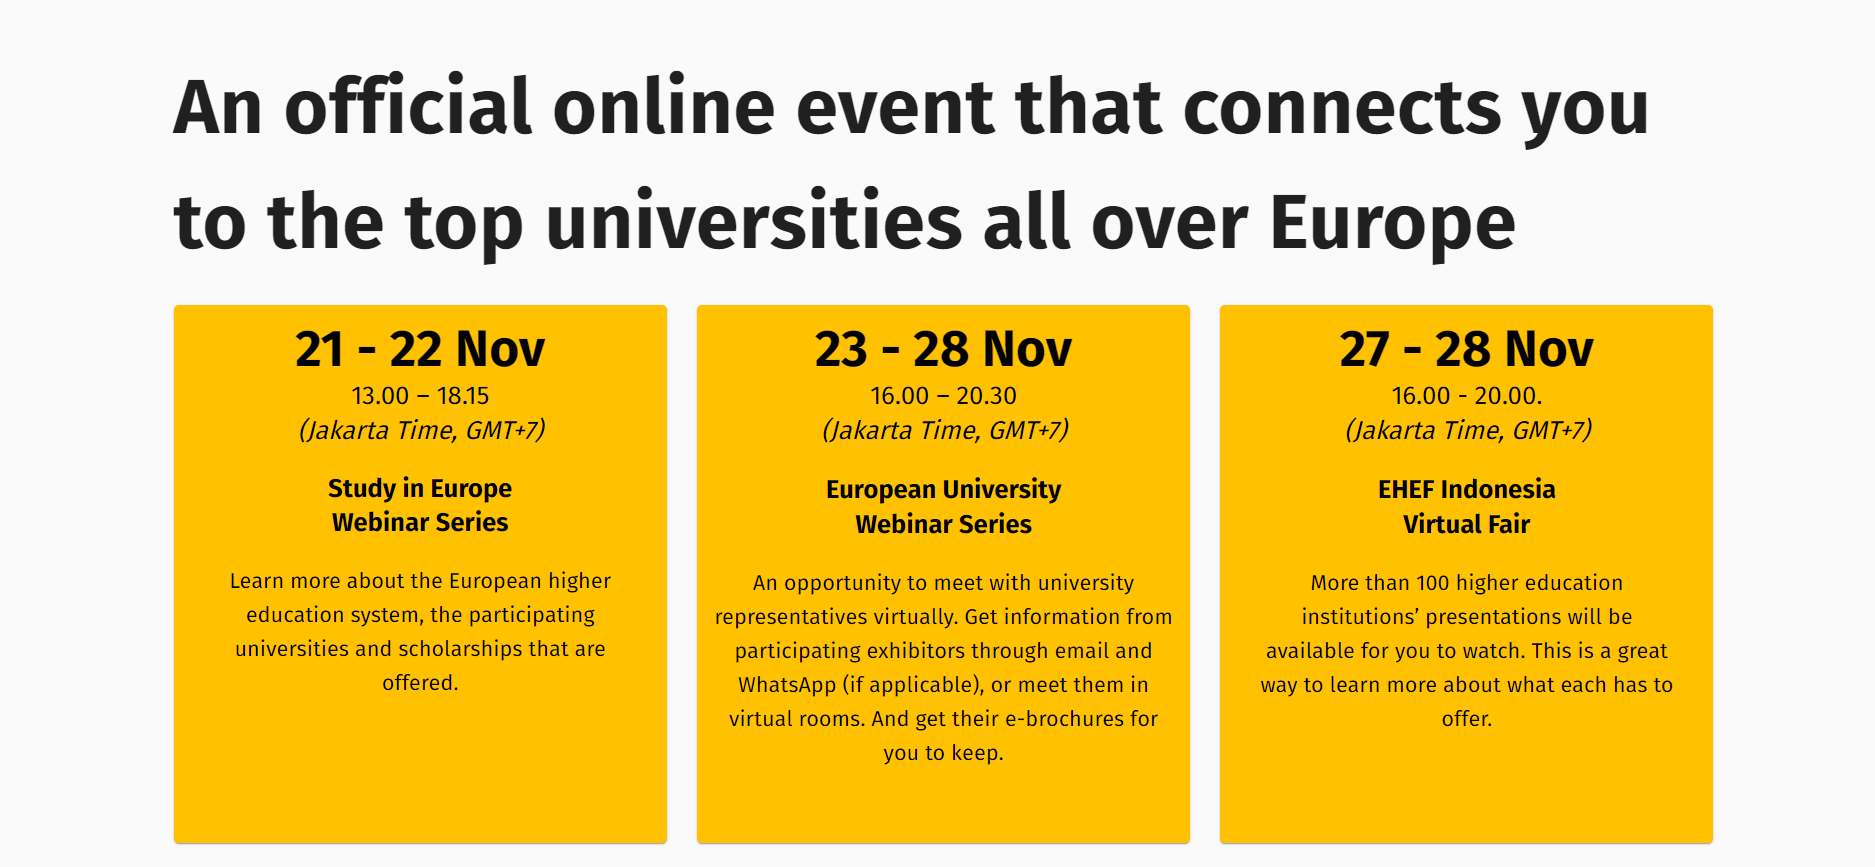 An official online event that connects you
to the top universities all over Europe
21 - 22 Nov
13.00 – 18.15
(Jakarta Time, GMT+7)
Study in Europe
Webinar Series
Learn more about the European higher
education system, the participating
universities and scholarships that are
offered.
23 - 28 Nov
16.00 – 20.30
(Jakarta Time, GMT+7)
European University
Webinar Series
An opportunity to meet with university
representatives virtually. Get information from
participating exhibitors through email and
WhatsApp (if applicable), or meet them in
virtual rooms. And get their e-brochures for
you to keep.
27 - 28 Nov
16.00 - 20.00.
(Jakarta Time, GMT+7)
EHEF Indonesia
Virtual Fair
More than 100 higher education
institutions’ presentations will be
available for you to watch. This is a great
way to learn more about what each has to
offer.